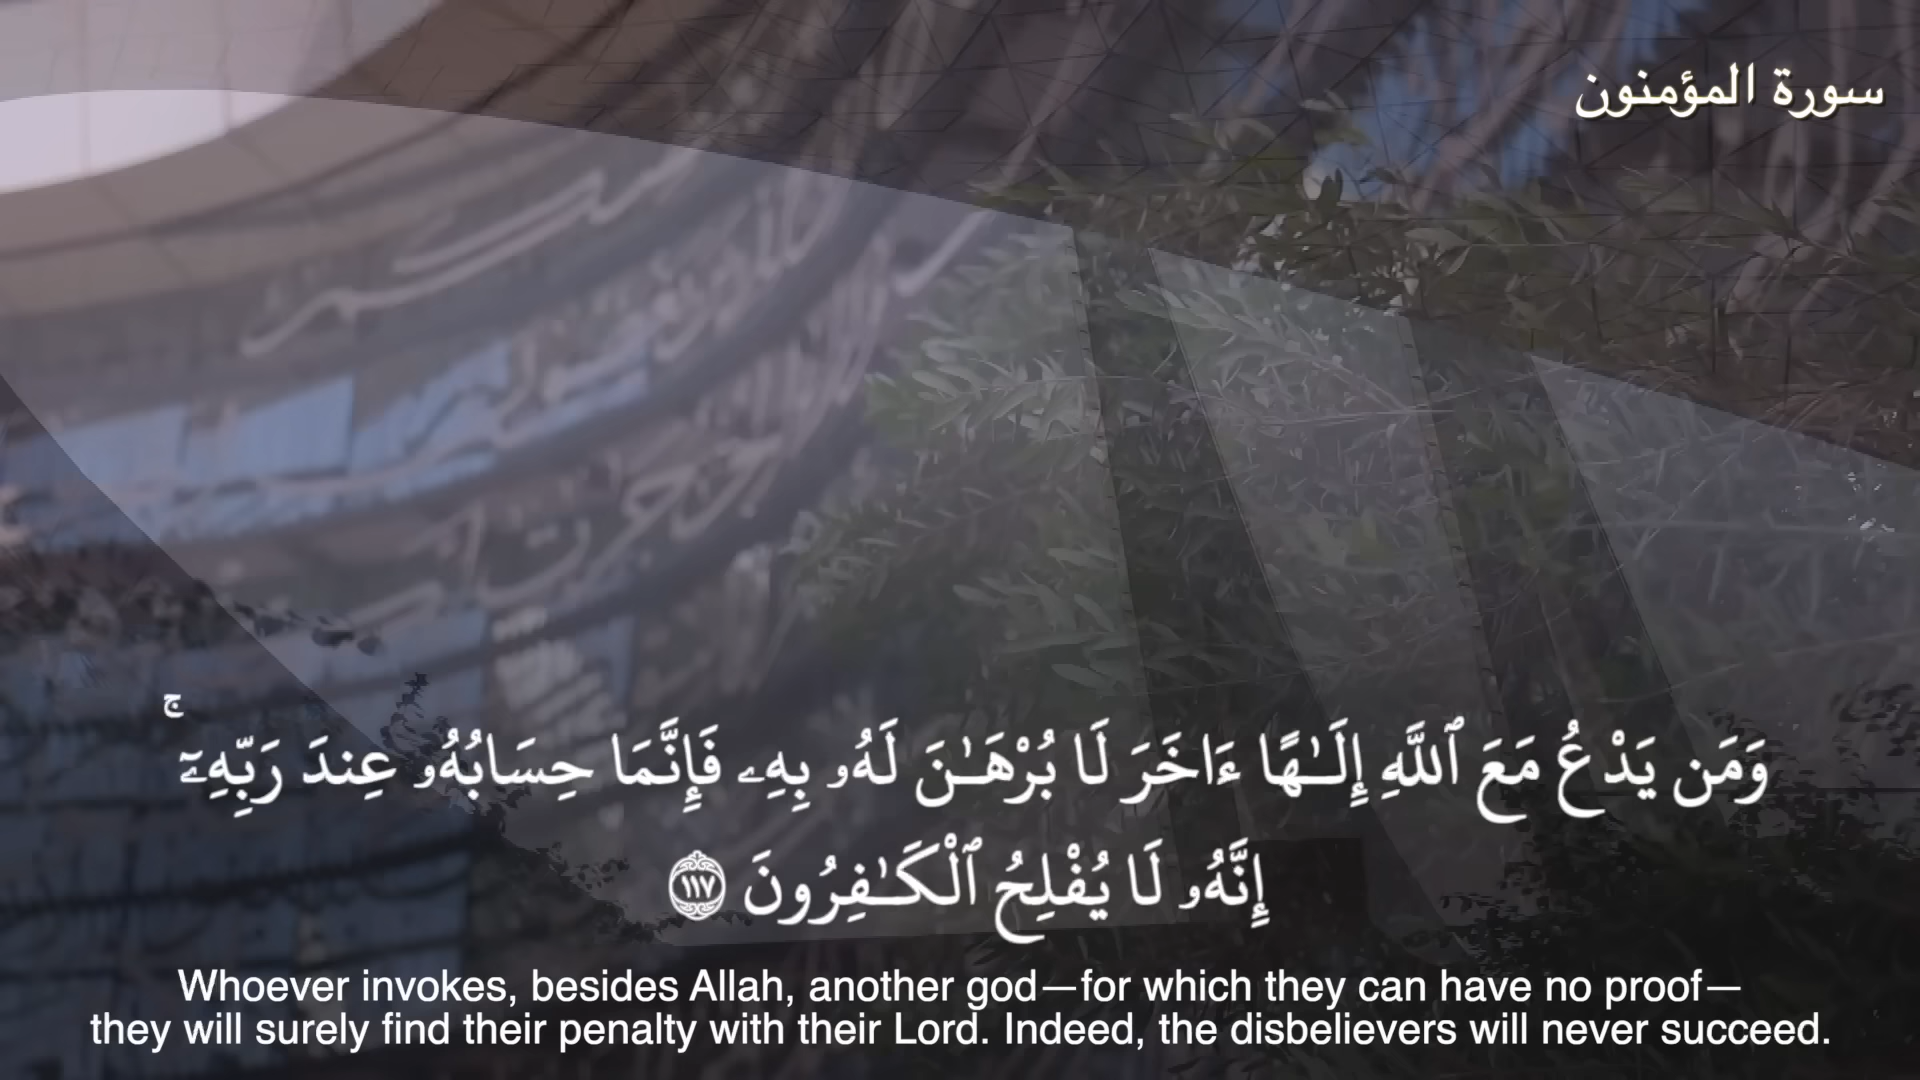 سورة المؤمنون
وَمَن يَدْعُ مَعَ ٱللَّهِ إِلَـٰهًا ءَاخَرَ لَا بُرْهَـٰنَ لَهُۥ بِهِۦ فَإِنَّمَا حِسَابُهُۥ عِندَ رَبِّهِۦٓ ۚ
إِنَّهُۥ لَا يُفْلِحُ ٱلْكَـٰفِرُونَ ١١٧
Whoever invokes, besides Allah, another god—for which they can have no proof—
they will surely find their penalty with their Lord. Indeed, the disbelievers will never succeed.